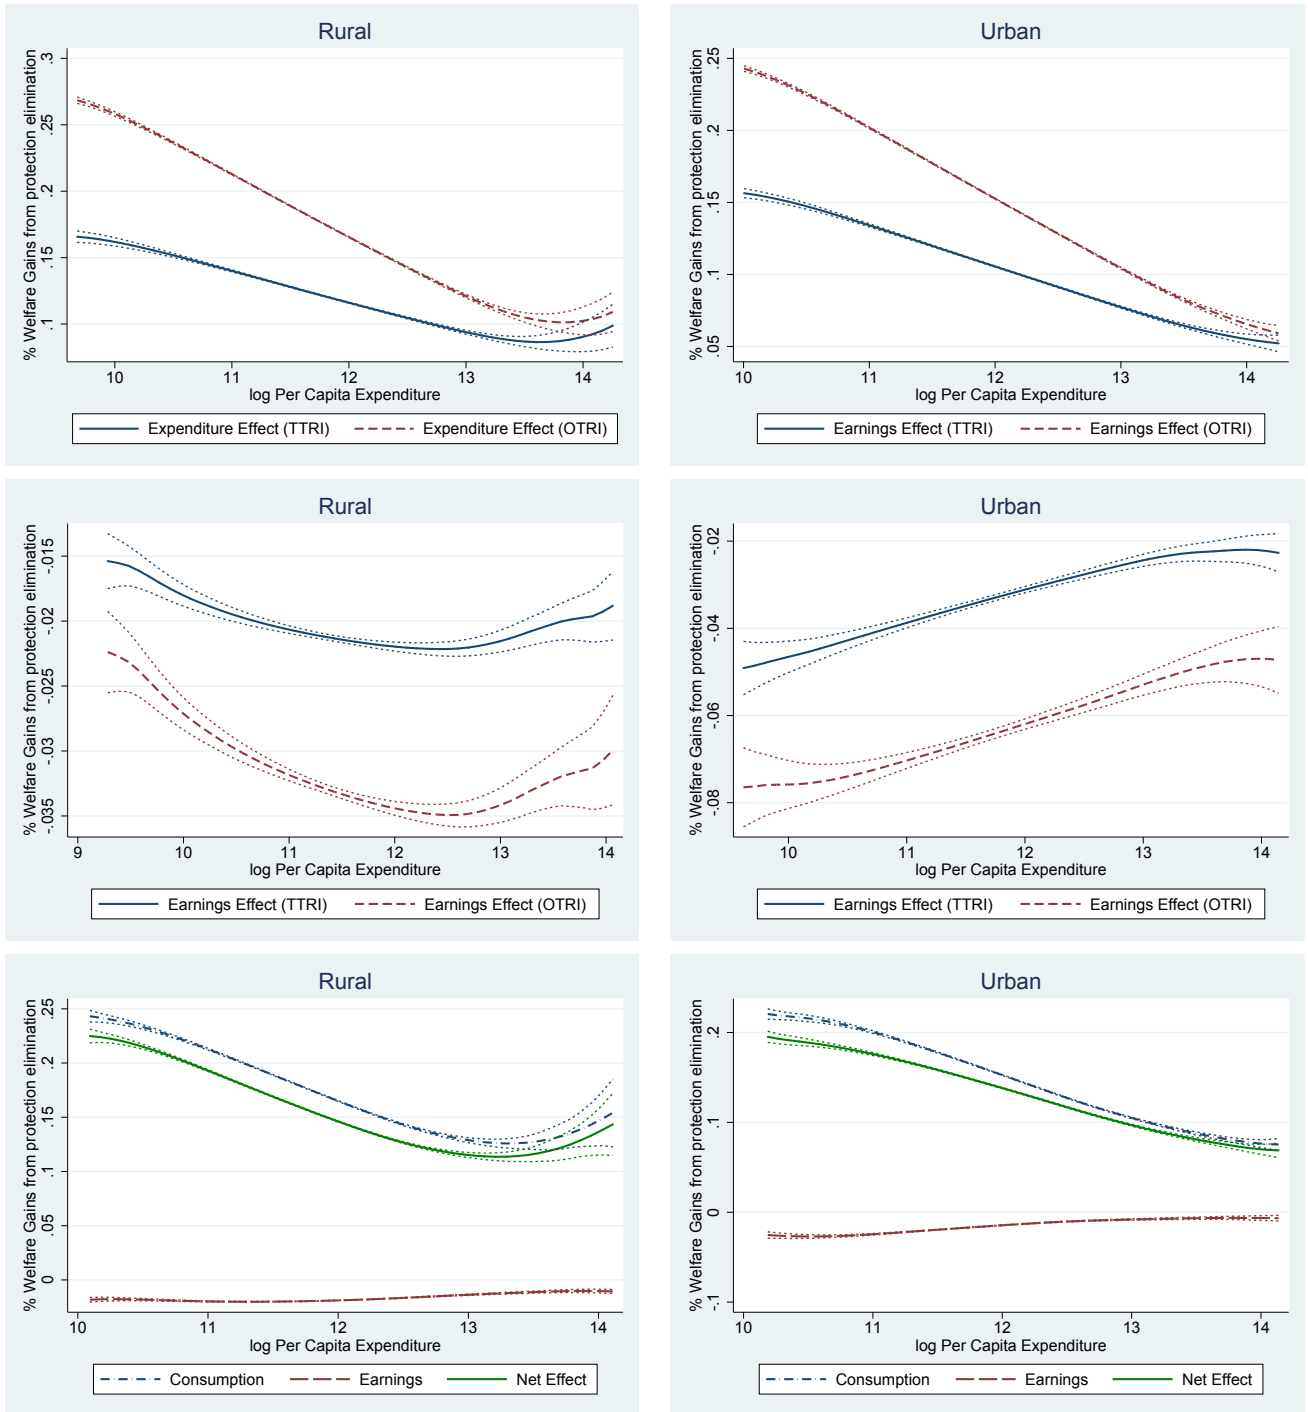 Rural
% Welfare Gains from protection elimination
.3
.25
.2
.15
.1
10 11 12 13 14
log Per Capita Expenditure
Expenditure Effect (TTRI) Expenditure Effect (OTRI)
Urban
% Welfare Gains from protection elimination
.25
.2
.15
.1
.05
10 11 12 13 14
log Per Capita Expenditure
Earnings Effect (TTRI) Earnings Effect (OTRI)
Rural
% Welfare Gains from protection elimination
-.015
-.02
-.025
-.03
-.035
9 10 11 12 13 14
log Per Capita Expenditure
Earnings Effect (TTRI) Earnings Effect (OTRI)
Urban
% Welfare Gains from protection elimination
-.02
-.04
-.06
-.08
10 11 12 13 14
log Per Capita Expenditure
Earnings Effect (TTRI) Earnings Effect (OTRI)
Rural
% Welfare Gains from protection elimination
.25
.2
.15
.1
.05
0
10 11 12 13 14
log Per Capita Expenditure
Consumption Earnings Net Effect
Urban
% Welfare Gains from protection elimination
.2
.1
0
-.1
10 11 12 13 14
log Per Capita Expenditure
Consumption Earnings Net Effect